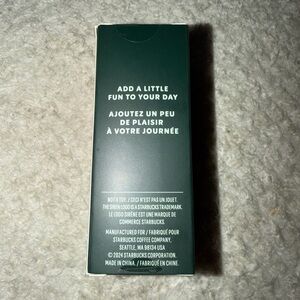 ADD A LITTLE
FUN TO YOUR DAY
AJOUTEZ UN PEU
DE PLAISIR
À VOTRE JOURNÉE
NOT A TOY. / CECI N'EST PAS UN JOUET.
THE SIREN LOGO IS A STARBUCKS TRADEMARK.
LE LOGO SIRÈNE EST UNE MARQUE DE
COMMERCE STARBUCKS.
MANUFACTURED FOR / FABRIQUÉ POUR
STARBUCKS COFFEE COMPANY,
SEATTLE, WA 98134 USA
© 2024 STARBUCKS CORPORATION.
MADE IN CHINA. / FABRIQUÉ EN CHINE.